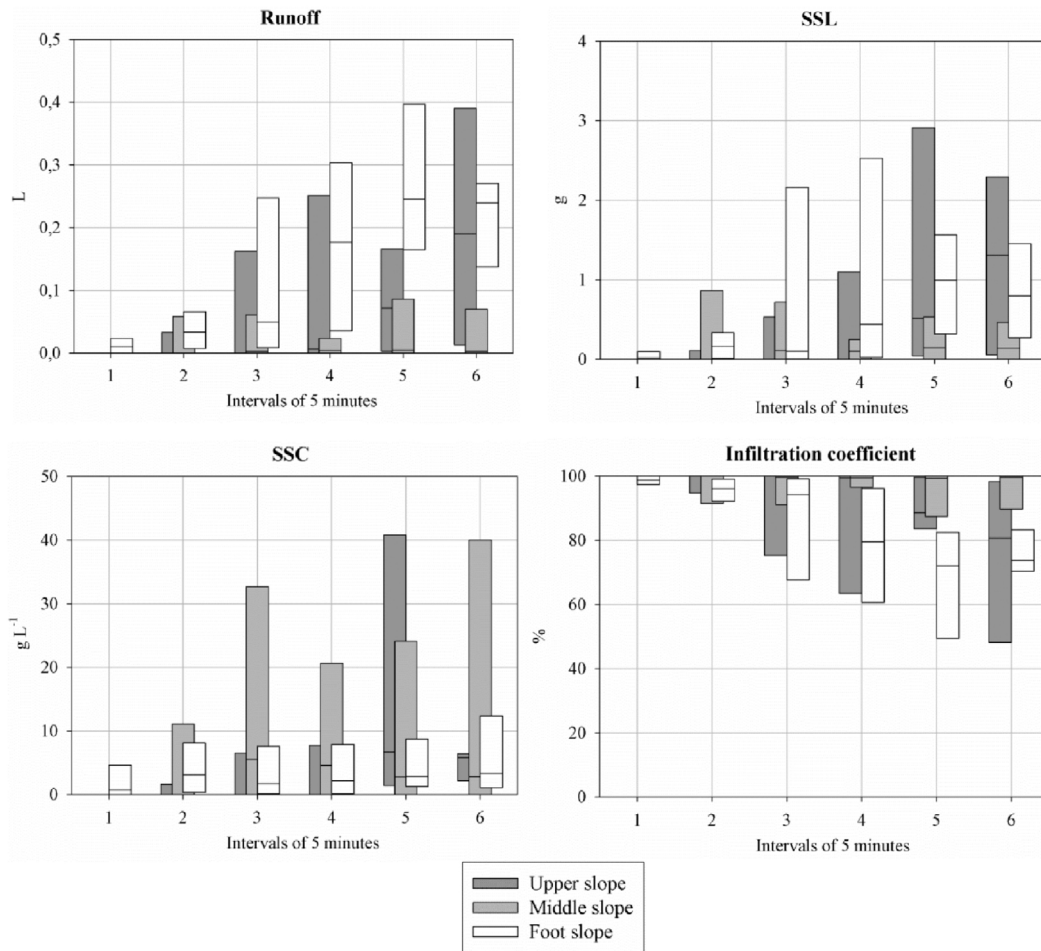 Runoff
0,5
0,4
0,3
0,2
0,1
0,0
L
1 2 3 4 5 6
Intervals of 5 minutes
SSL
4
3
2
1
0
g
1 2 3 4 5 6
Intervals of 5 minutes
SSC
50
40
30
20
10
0
g L⁻¹
1 2 3 4 5 6
Intervals of 5 minutes
Infiltration coefficient
100
80
60
40
20
0
%
1 2 3 4 5 6
Intervals of 5 minutes
Upper slope
Middle slope
Foot slope